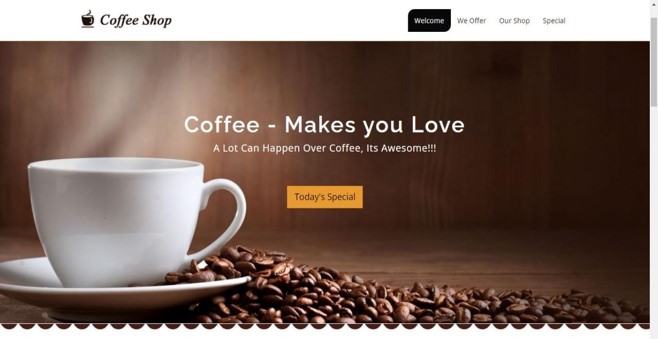 Coffee Shop
Welcome We Offer Our Shop Special
Coffee - Makes you Love
A Lot Can Happen Over Coffee, Its Awesome!!!
Today's Special